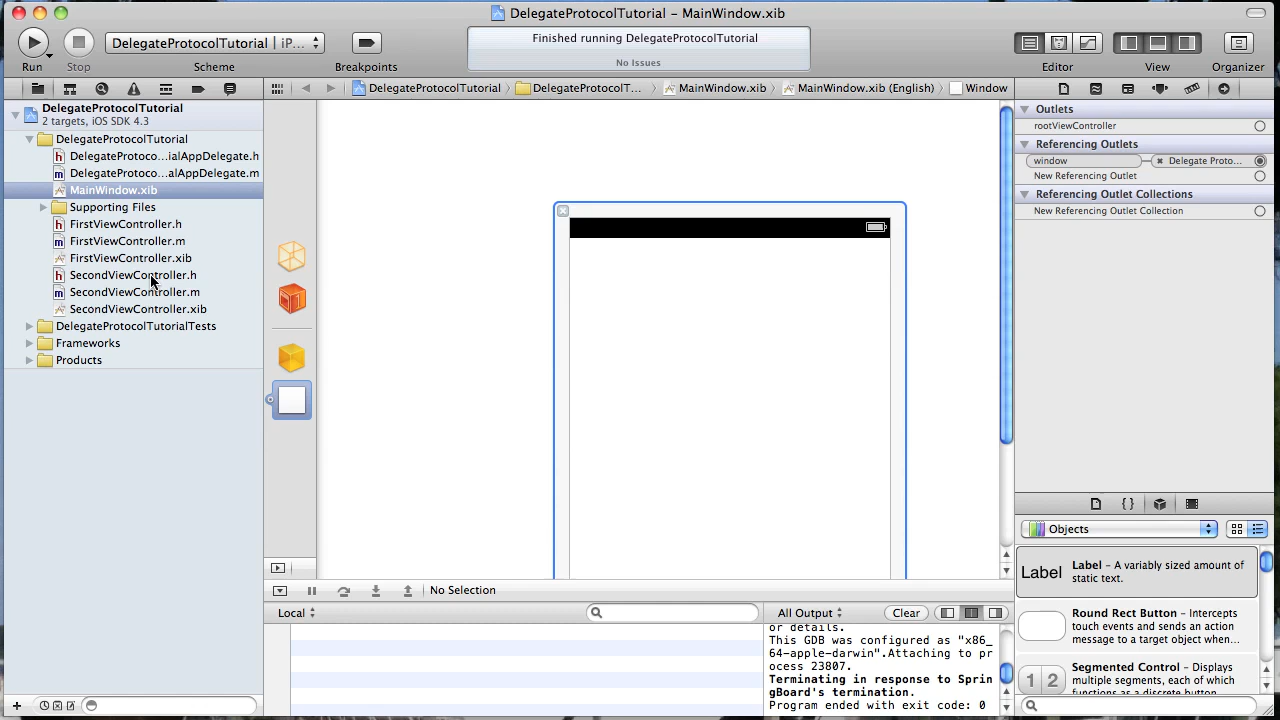 DelegateProtocolTutorial – MainWindow.xib
DelegateProtocolTutorial | iP...
Finished running DelegateProtocolTutorial
No Issues
Run
Stop
Scheme
Breakpoints
Editor
View
Organizer
DelegateProtocolTutorial
DelegateProtocolT...
MainWindow.xib
MainWindow.xib (English)
Window
DelegateProtocolTutorial
2 targets, iOS SDK 4.3
DelegateProtocolTutorial
DelegateProtoco...ialAppDelegate.h
DelegateProtoco...alAppDelegate.m
MainWindow.xib
Supporting Files
FirstViewController.h
FirstViewController.m
FirstViewController.xib
SecondViewController.h
SecondViewController.m
SecondViewController.xib
DelegateProtocolTutorialTests
Frameworks
Products
Outlets
rootViewController
Referencing Outlets
window
Delegate Proto...
New Referencing Outlet
Referencing Outlet Collections
New Referencing Outlet Collection
Objects
Label
Label – A variably sized amount of
static text.
Round Rect Button – Intercepts
touch events and sends an action
message to a target object when...
1 2
Segmented Control – Displays
multiple segments, each of which
functions as a discrete button
No Selection
Local
All Output
Clear
or details.
This GDB was configured as "x86_
64-apple-darwin".Attaching to pr
ocess 23807.
Terminating in response to Sprin
gBoard's termination.
Program ended with exit code: 0